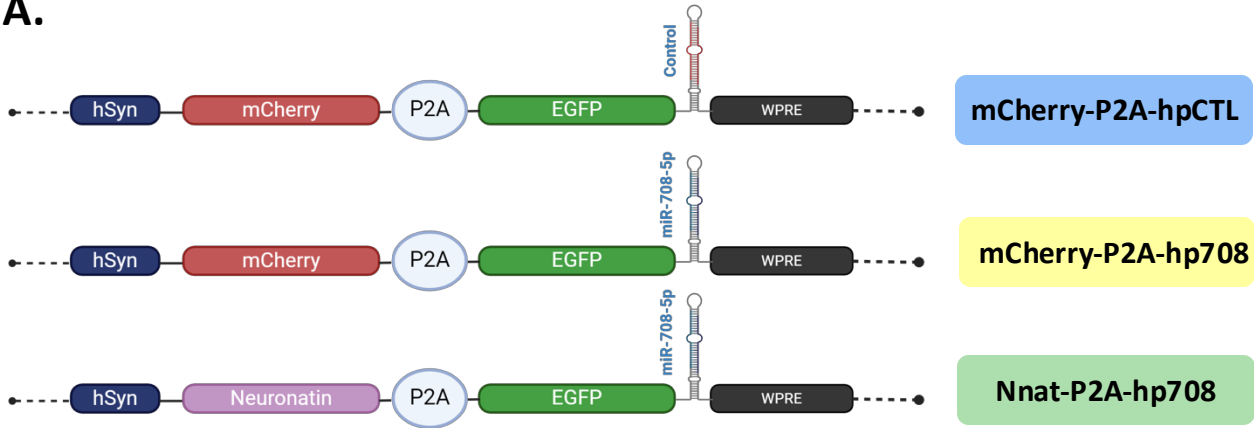 A.
Control
hSyn mCherry P2A EGFP WPRE mCherry-P2A-hpCTL
miR-708-5p
hSyn mCherry P2A EGFP WPRE mCherry-P2A-hp708
miR-708-5p
hSyn Neuronatin P2A EGFP WPRE Nnat-P2A-hp708